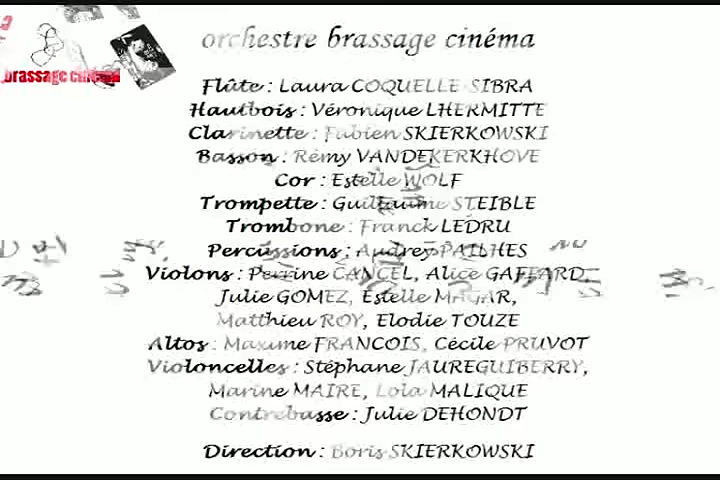 orchestre brassage cinéma
brassage cinéma
Flûte : Laura COQUELLE SIBRA
Hautbois : Véronique LHERMITTE
Clarinette : Fabien SKIERKOWSKI
Basson : Rémy VANDEKERKHOVE
Cor : Estelle WOLF
Trompette : Guillaume STEIBLE
Trombone : Franck LEDRU
Percussions : Audrey PAILHES
Violons : Perrine CANCEL, Alice GAFFARD,
Julie GOMEZ, Estelle MAGAR,
Matthieu ROY, Elodie TOUZE
Altos : Maxime FRANCOIS, Cécile PRUVOT
Violoncelles : Stéphane JAUREGUIBERRY,
Marine MAIRE, Lola MALIQUE
Contrebasse : Julie DEHONDT
Direction : Boris SKIERKOWSKI